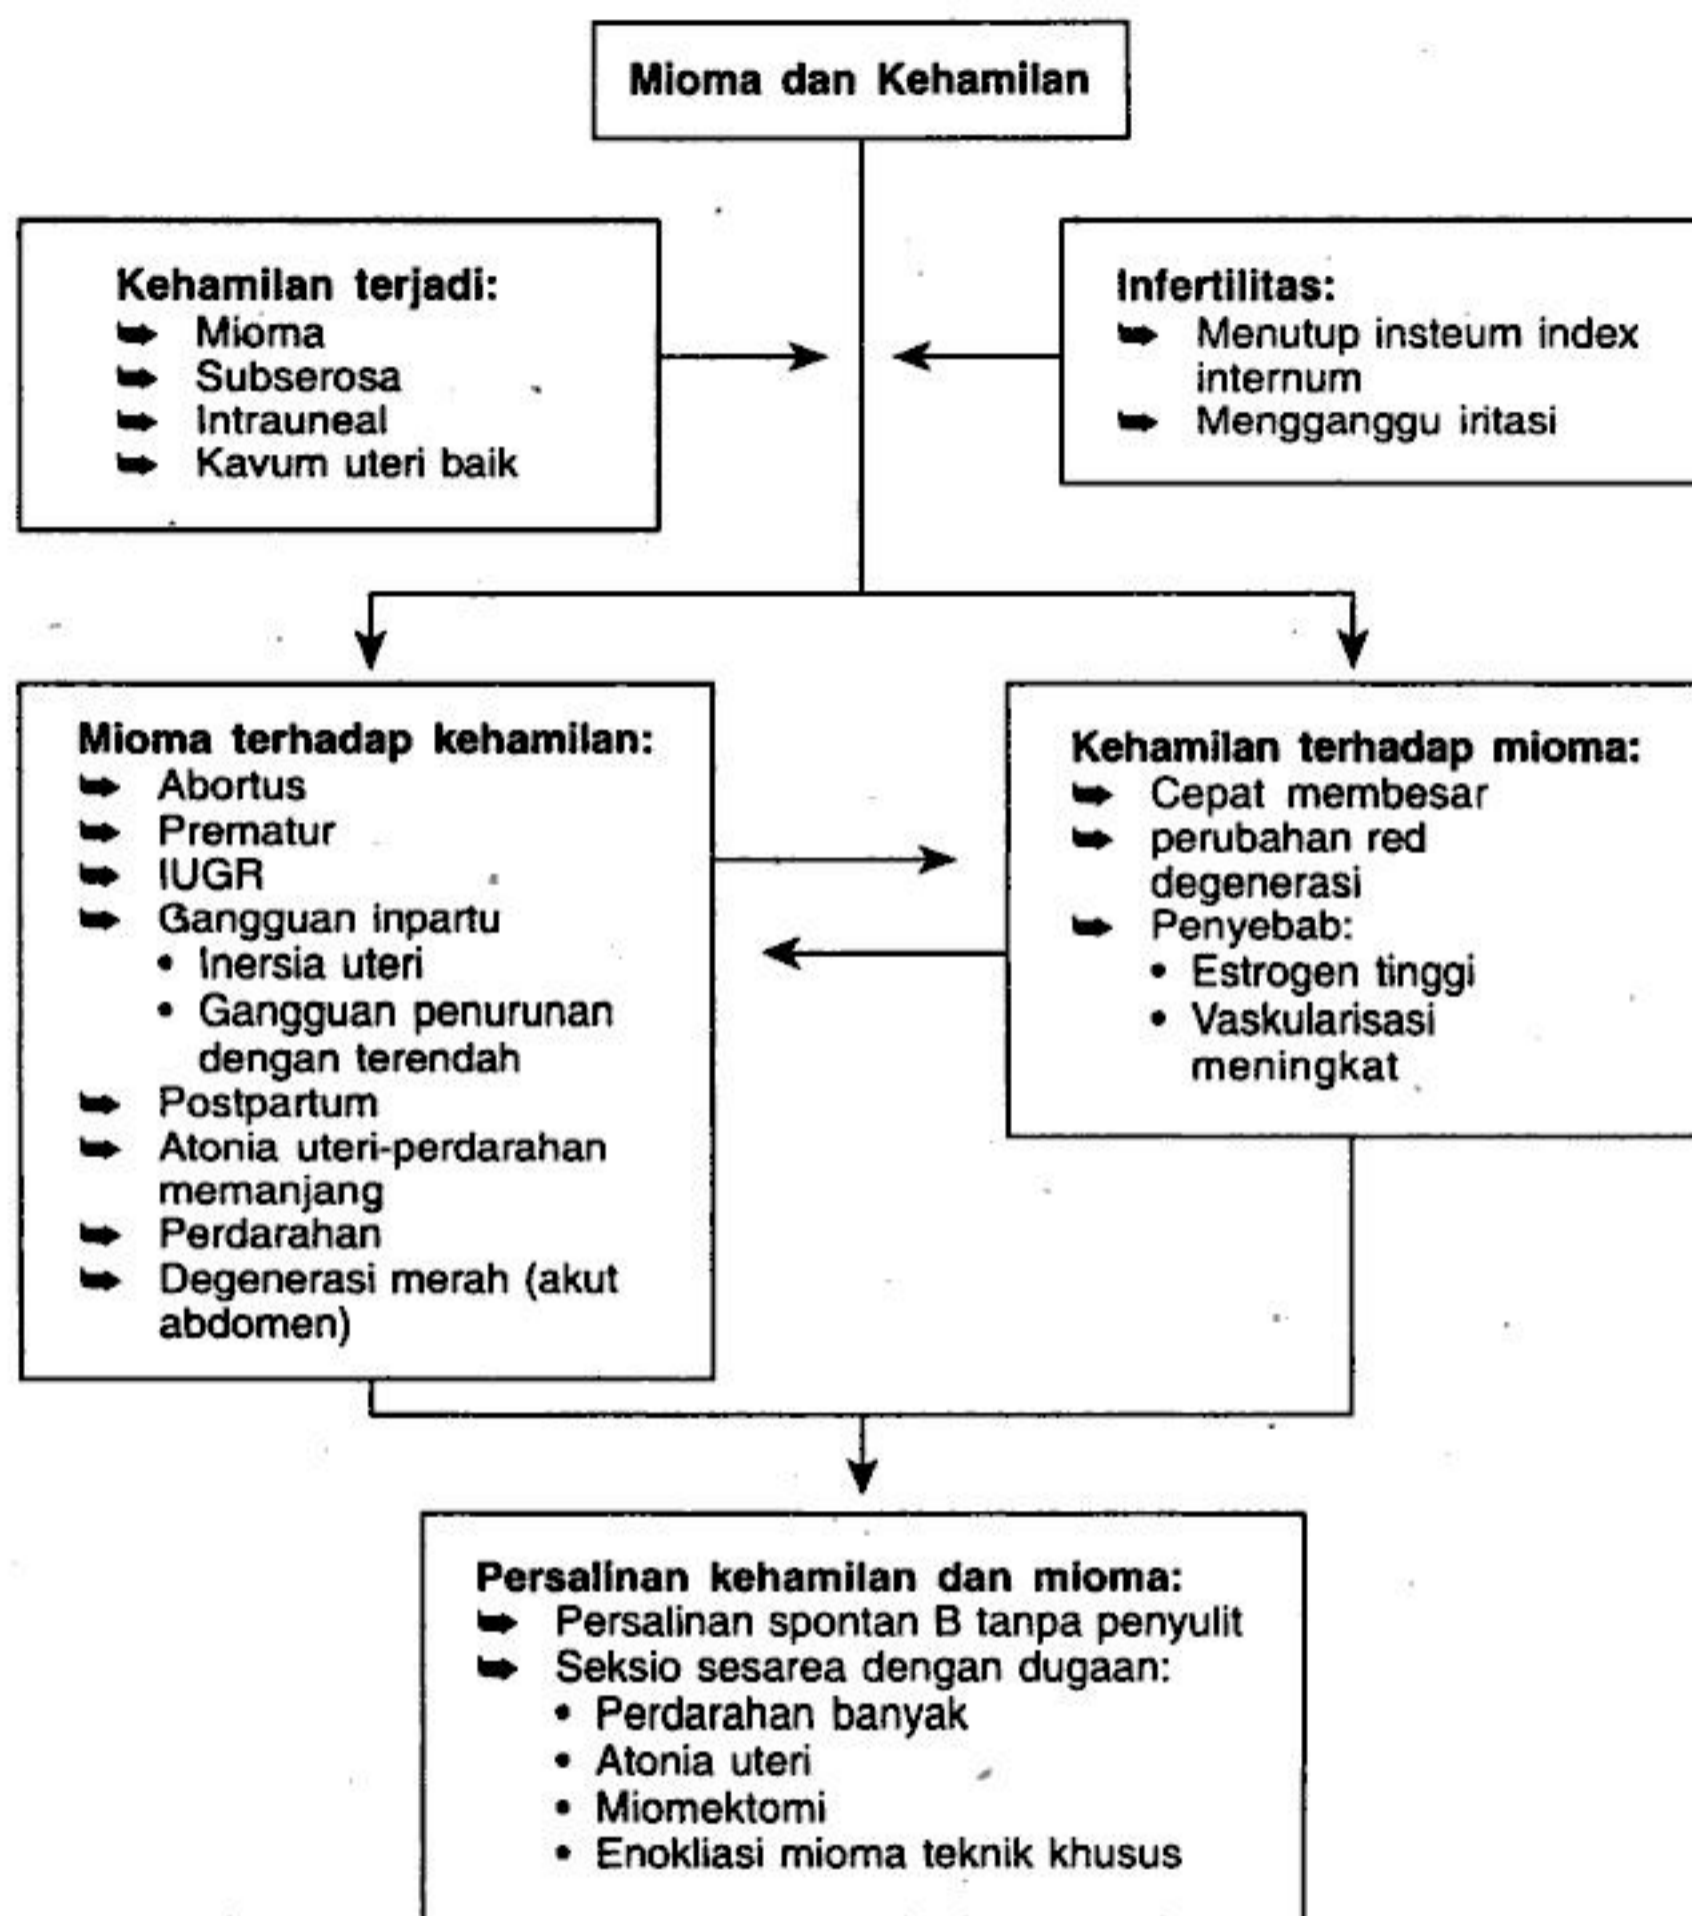 Mioma dan Kehamilan
Kehamilan terjadi:
➥ Mioma
➥ Subserosa
➥ Intrauneal
➥ Kavum uteri baik
Infertilitas:
➥ Menutup insteum index
internum
➥ Mengganggu iritasi
Mioma terhadap kehamilan:
➥ Abortus
➥ Prematur
➥ IUGR
➥ Gangguan inpartu
• Inersia uteri
• Gangguan penurunan
dengan terendah
➥ Postpartum
➥ Atonia uteri-perdarahan
memanjang
➥ Perdarahan
➥ Degenerasi merah (akut
abdomen)
Kehamilan terhadap mioma:
➥ Cepat membesar
➥ perubahan red
degenerasi
➥ Penyebab:
• Estrogen tinggi
• Vaskularisasi
meningkat
Persalinan kehamilan dan mioma:
➥ Persalinan spontan B tanpa penyulit
➥ Seksio sesarea dengan dugaan:
• Perdarahan banyak
• Atonia uteri
• Miomektomi
• Enokliasi mioma teknik khusus